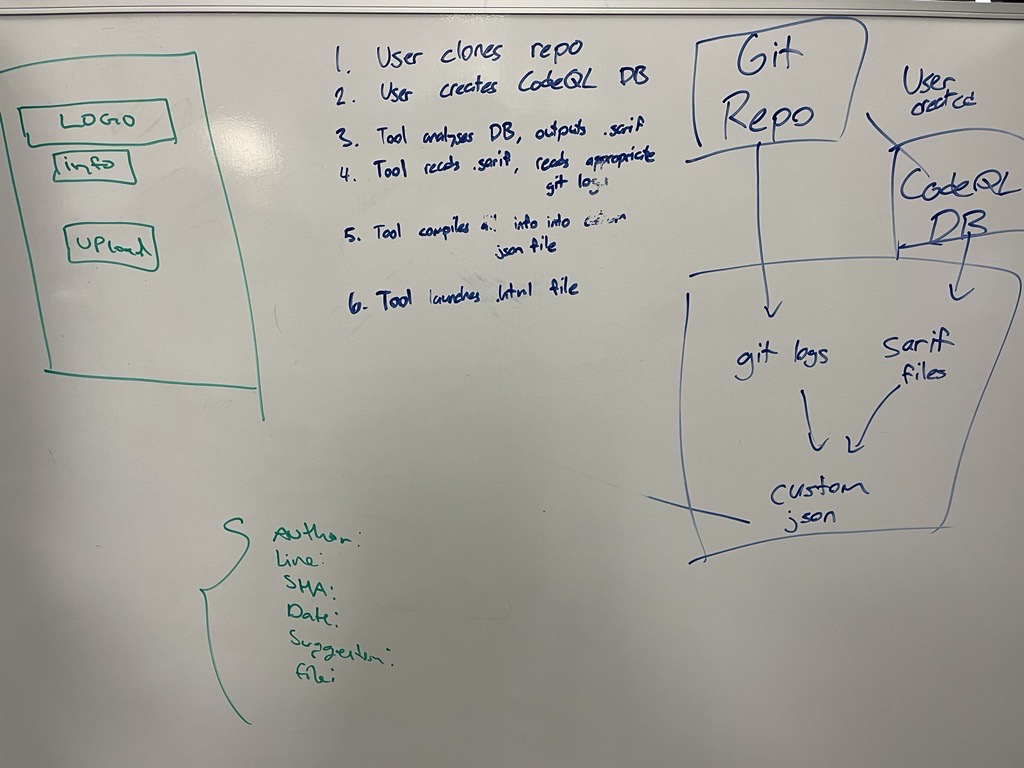 LOGO
info
Upload
1. User clones repo
2. User creates CodeQL DB
3. Tool analyses DB, outputs .sarif
4. Tool reads .sarif, reads appropriate
git logs
5. Tool compiles all info into custom
json file
6. Tool launches .html file
Git
Repo
User
created
CodeQL
DB
git logs
sarif
files
custom
json
Author:
Line:
SHA:
Date:
Suggestion:
file: